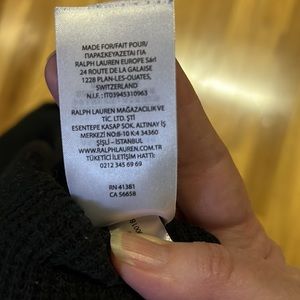 MADE FOR/FAIT POUR/
ΠΑΡΑΣΚΕΥΑΖΕΤΑΙ ΓΙΑ
RALPH LAUREN EUROPE Sàrl
24 ROUTE DE LA GALAISE
1228 PLAN-LES-OUATES,
SWITZERLAND
N.I.F.: IT03945310963
RALPH LAUREN MAĞAZACILIK VE
TİC. LTD. ŞTİ
ESENTEPE KASAP SOK. ALTINAY İŞ
MERKEZİ NO:8-10 K:4 34360
ŞİŞLİ - İSTANBUL
WWW.RALPHLAUREN.COM.TR
TÜKETİCİ İLETİŞİM HATTI:
0212 345 69 69
RN 41381
CA 56658